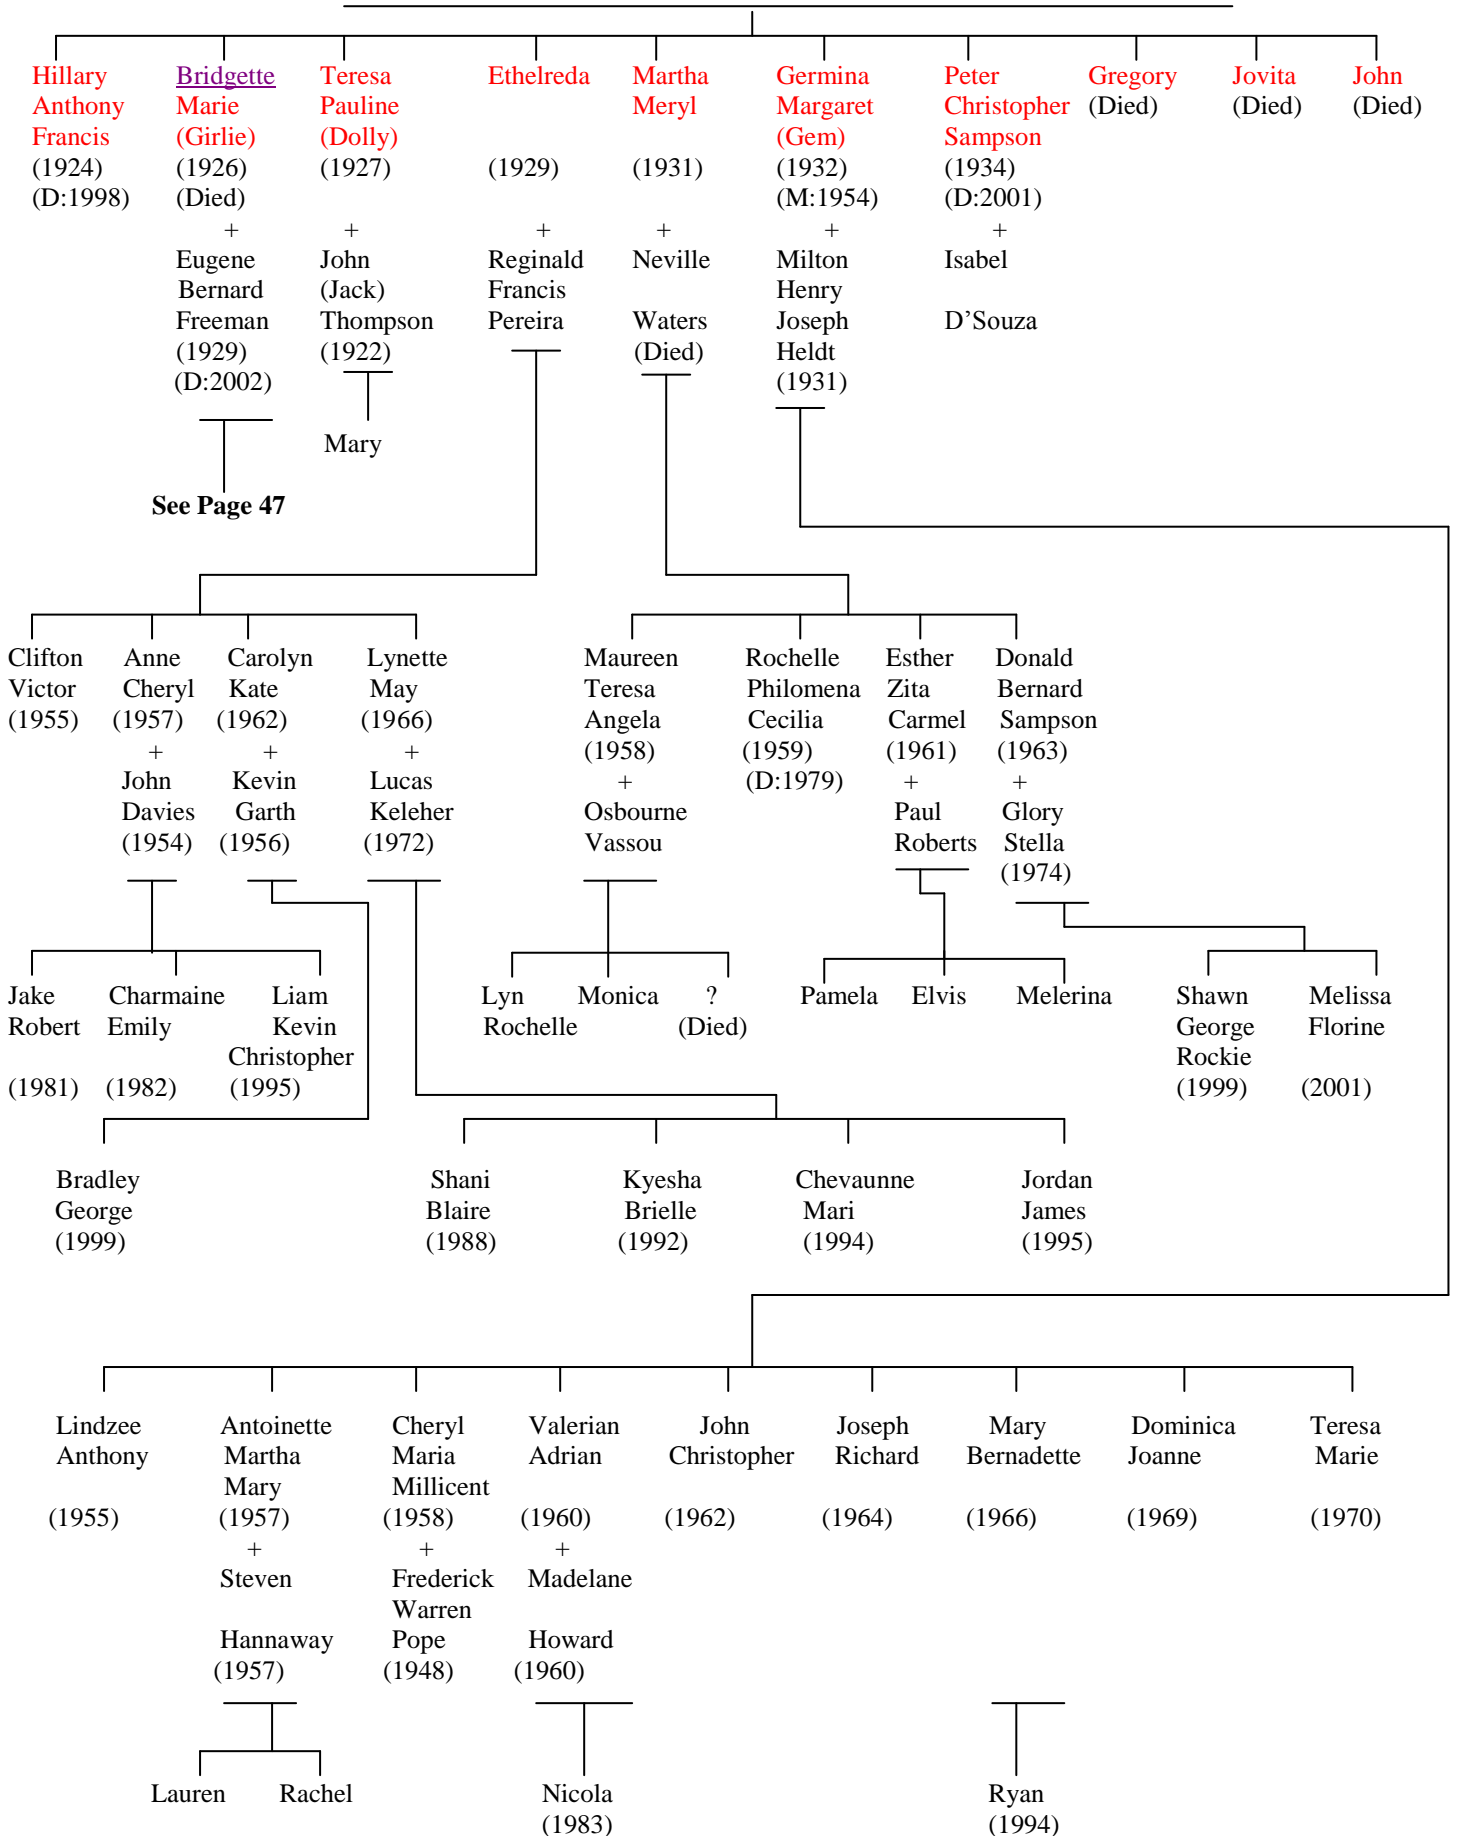 Hillary Bridgette Teresa Ethelreda Martha Germina Peter Gregory Jovita John
Anthony Marie Pauline Meryl Margaret Christopher (Died) (Died) (Died)
Francis (Girlie) (Dolly) (Gem) Sampson
(1924) (1926) (1927) (1929) (1931) (1932) (1934)
(D:1998) (Died) (M:1954) (D:2001)
+ + + + + +
Eugene John Reginald Neville Milton Isabel
Bernard (Jack) Francis Henry
Freeman Thompson Pereira Waters Joseph D'Souza
(1929) (1922) (Died) Heldt
(D:2002) (1931)
Mary
See Page 47
Clifton Anne Carolyn Lynette Maureen Rochelle Esther Donald
Victor Cheryl Kate May Teresa Philomena Zita Bernard
(1955) (1957) (1962) (1966) Angela Cecilia Carmel Sampson
+ + + (1958) (1959) (1961) (1963)
John Kevin Lucas + (D:1979) + +
Davies Garth Keleher Osbourne Paul Glory
(1954) (1956) (1972) Vassou Roberts Stella
(1974)
Jake Charmaine Liam Lyn Monica ? Pamela Elvis Melerina Shawn Melissa
Robert Emily Kevin Rochelle (Died) George Florine
Christopher Rockie
(1981) (1982) (1995) (1999) (2001)
Bradley Shani Kyesha Chevaunne Jordan
George Blaire Brielle Mari James
(1999) (1988) (1992) (1994) (1995)
Lindzee Antoinette Cheryl Valerian John Joseph Mary Dominica Teresa
Anthony Martha Maria Adrian Christopher Richard Bernadette Joanne Marie
Mary Millicent
(1955) (1957) (1958) (1960) (1962) (1964) (1966) (1969) (1970)
+ + +
Steven Frederick Madelane
Warren
Hannaway Pope Howard
(1957) (1948) (1960)
Lauren Rachel Nicola Ryan
(1983) (1994)